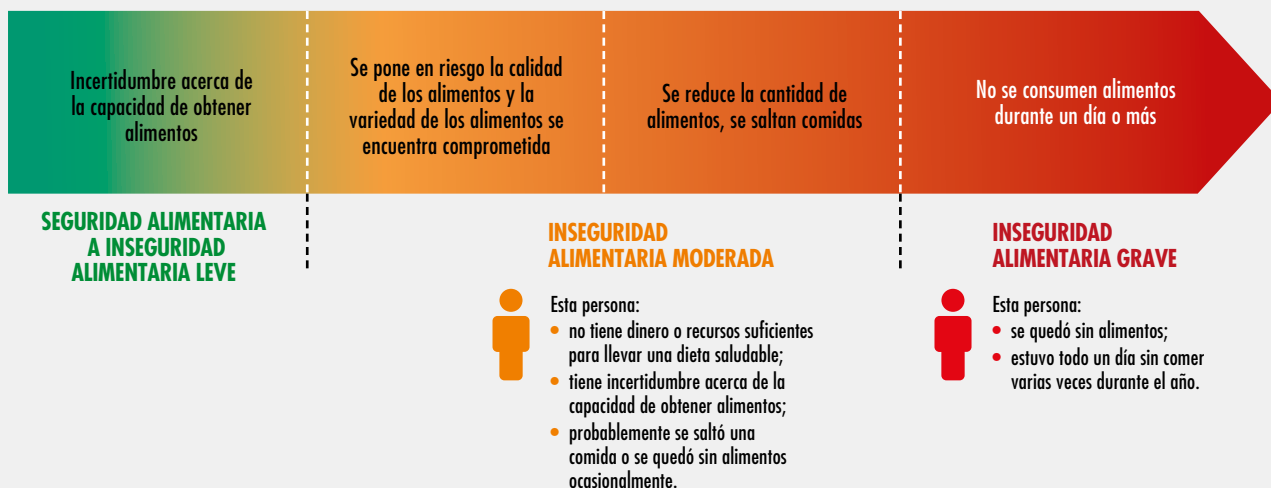 Incertidumbre acerca de
la capacidad de obtener
alimentos
Se pone en riesgo la calidad
de los alimentos y la
variedad de los alimentos se
encuentra comprometida
Se reduce la cantidad de
alimentos, se saltan comidas
No se consumen alimentos
durante un día o más
SEGURIDAD ALIMENTARIA
A INSEGURIDAD
ALIMENTARIA LEVE
INSEGURIDAD
ALIMENTARIA MODERADA
Esta persona:
• no tiene dinero o recursos suficientes
para llevar una dieta saludable;
• tiene incertidumbre acerca de la
capacidad de obtener alimentos;
• probablemente se saltó una
comida o se quedó sin alimentos
ocasionalmente.
INSEGURIDAD
ALIMENTARIA GRAVE
Esta persona:
• se quedó sin alimentos;
• estuvo todo un día sin comer
varias veces durante el año.